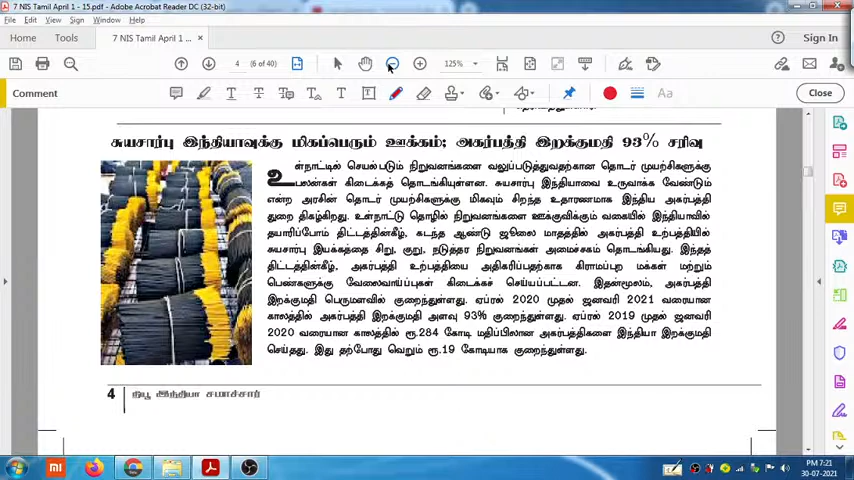 7 NIS Tamil April 1 - 15.pdf - Adobe Acrobat Reader DC (32-bit)
File Edit View Sign Window Help
Home Tools 7 NIS Tamil April 1 ... × Sign In
4 (6 of 40) 125%
Comment Close
சுயசார்பு இந்தியாவுக்கு மிகப்பெரும் ஊக்கம்; அகர்பத்தி இறக்குமதி 93% சரிவு
உள்நாட்டில் செயல்படும் நிறுவனங்களை வலுப்படுத்துவதற்கான தொடர் முயற்சிகளுக்கு
பலன்கள் கிடைக்கத் தொடங்கியுள்ளன. சுயசார்பு இந்தியாவை உருவாக்க வேண்டும்
என்ற அரசின் தொடர் முயற்சிகளுக்கு மிகவும் சிறந்த உதாரணமாக இந்திய அகர்பத்தி
துறை திகழ்கிறது. உள்நாட்டு தொழில் நிறுவனங்களை ஊக்குவிக்கும் வகையில் இந்தியாவில்
தயாரிப்போம் திட்டத்தின்கீழ், கடந்த ஆண்டு ஜூலை மாதத்தில் அகர்பத்தி உற்பத்தியில்
சுயசார்பு இயக்கத்தை சிறு, குறு, நடுத்தர நிறுவனங்கள் அமைச்சகம் தொடங்கியது. இந்தத்
திட்டத்தின்கீழ், அகர்பத்தி உற்பத்தியை அதிகரிப்பதற்காக கிராமப்புற மக்கள் மற்றும்
பெண்களுக்கு வேலைவாய்ப்புகள் கிடைக்கச் செய்யப்பட்டன. இதன்மூலம், அகர்பத்தி
இறக்குமதி பெருமளவில் குறைந்துள்ளது. ஏப்ரல் 2020 முதல் ஜனவரி 2021 வரையான
காலத்தில் அகர்பத்தி இறக்குமதி அளவு 93% குறைந்துள்ளது. ஏப்ரல் 2019 முதல் ஜனவரி
2020 வரையான காலத்தில் ரூ.284 கோடி மதிப்பிலான அகர்பத்திகளை இந்தியா இறக்குமதி
செய்தது. இது தற்போது வெறும் ரூ.19 கோடியாக குறைந்துள்ளது.
4 நியூ இந்தியா சமாச்சார்
PM 7:21
30-07-2021